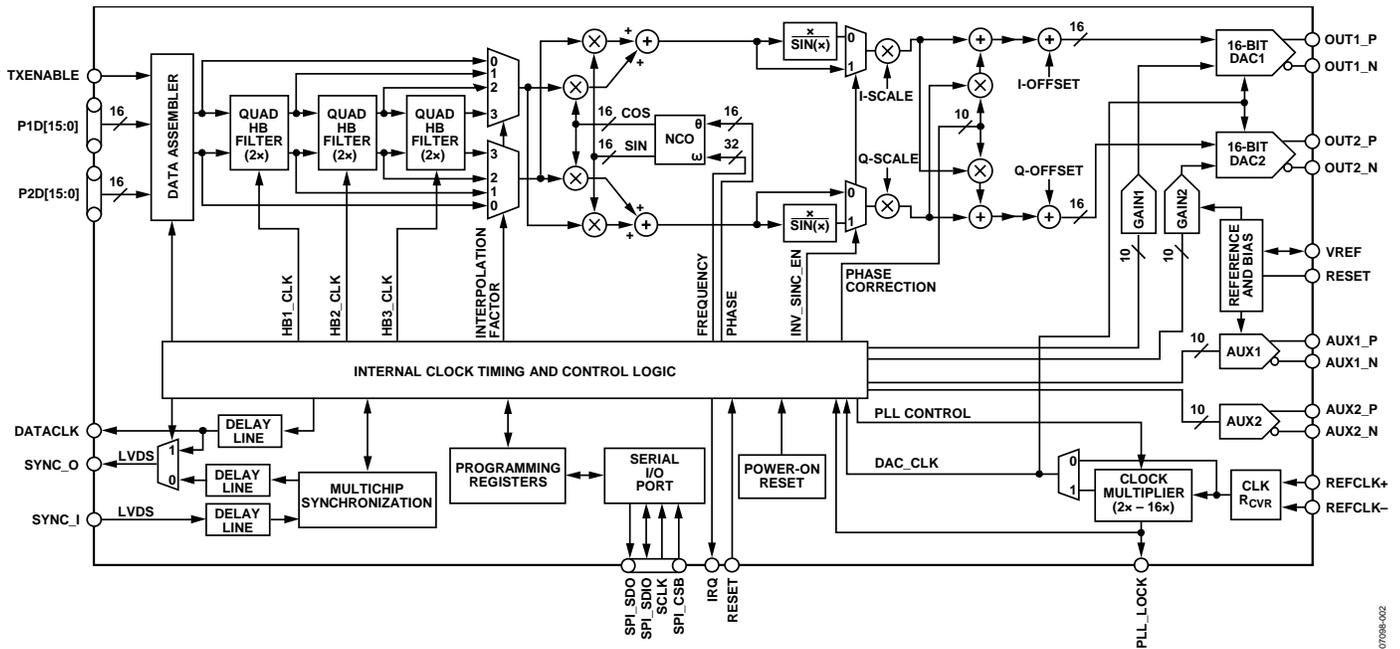 TXENABLE
P1D[15:0]
16
P2D[15:0]
16
DATA ASSEMBLER
QUAD
HB
FILTER
(2×)
QUAD
HB
FILTER
(2×)
QUAD
HB
FILTER
(2×)
0
1
2
3
3
2
1
0
HB1_CLK
HB2_CLK
HB3_CLK
INTERPOLATION
FACTOR
16
COS
16
SIN
NCO
θ
ω
16
32
+
+
+
+
FREQUENCY
PHASE
x
SIN(x)
0
1
I-SCALE
x
SIN(x)
0
1
Q-SCALE
INV_SINC_EN
PHASE
CORRECTION
10
I-OFFSET
Q-OFFSET
16
16
16-BIT
DAC1
16-BIT
DAC2
GAIN1
GAIN2
10
10
REFERENCE
AND BIAS
OUT1_P
OUT1_N
OUT2_P
OUT2_N
VREF
RESET
AUX1_P
AUX1_N
AUX2_P
AUX2_N
10
AUX1
10
AUX2
INTERNAL CLOCK TIMING AND CONTROL LOGIC
DATACLK
SYNC_O
SYNC_I
LVDS
LVDS
1
0
DELAY
LINE
DELAY
LINE
DELAY
LINE
MULTICHIP
SYNCHRONIZATION
PROGRAMMING
REGISTERS
SERIAL
I/O
PORT
POWER-ON
RESET
PLL CONTROL
DAC_CLK
0
1
CLOCK
MULTIPLIER
(2× – 16×)
CLK
RCVR
REFCLK+
REFCLK–
SPI_SDO
SPI_SDIO
SCLK
SPI_CSB
IRQ
RESET
PLL_LOCK
07098-002